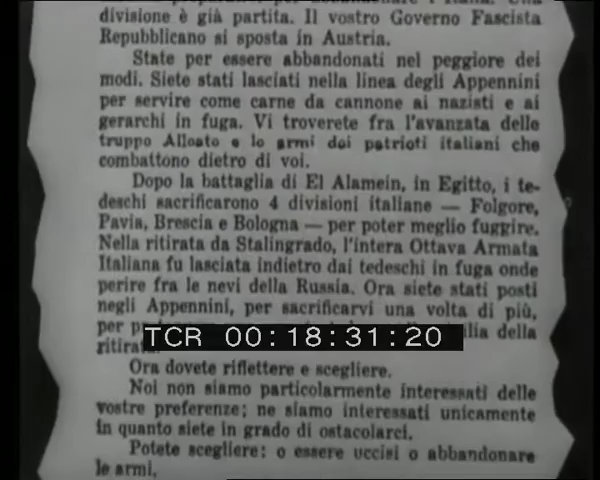 divisione è già partita. Il vostro Governo Fascista
Repubblicano si sposta in Austria.
State per essere abbandonati nel peggiore dei
modi. Siete stati lasciati nella linea degli Appennini
per servire come carne da cannone ai nazisti e ai
gerarchi in fuga. Vi troverete fra l'avanzata delle
truppe Alleate e le armi dei patrioti italiani che
combattono dietro di voi.
Dopo la battaglia di El Alamein, in Egitto, i te-
deschi sacrificarono 4 divisioni italiane — Folgore,
Pavia, Brescia e Bologna — per poter meglio fuggire.
Nella ritirata da Stalingrado, l'intera Ottava Armata
Italiana fu lasciata indietro dai tedeschi in fuga onde
perire fra le nevi della Russia. Ora siete stati posti
negli Appennini, per sacrificarvi una volta di più,
per della
TCR 00:18:31:20
Ora dovete riflettere e scegliere.
Noi non siamo particolarmente interessati delle
vostre preferenze; ne siamo interessati unicamente
in quanto siete in grado di ostacolarci.
Potete scegliere: o essere uccisi o abbandonare
le armi.